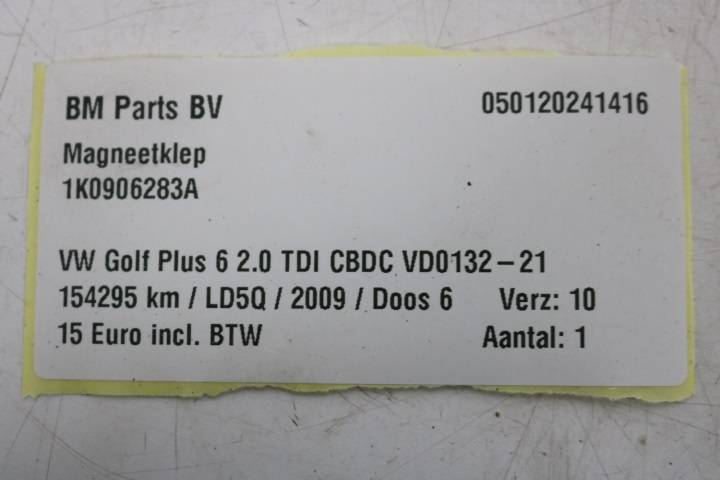 BM Parts BV 050120241416
Magneetklep
1K0906283A
VW Golf Plus 6 2.0 TDI CBDC VD0132-21
154295 km / LD5Q / 2009 / Doos 6 Verz: 10
15 Euro incl. BTW Aantal: 1